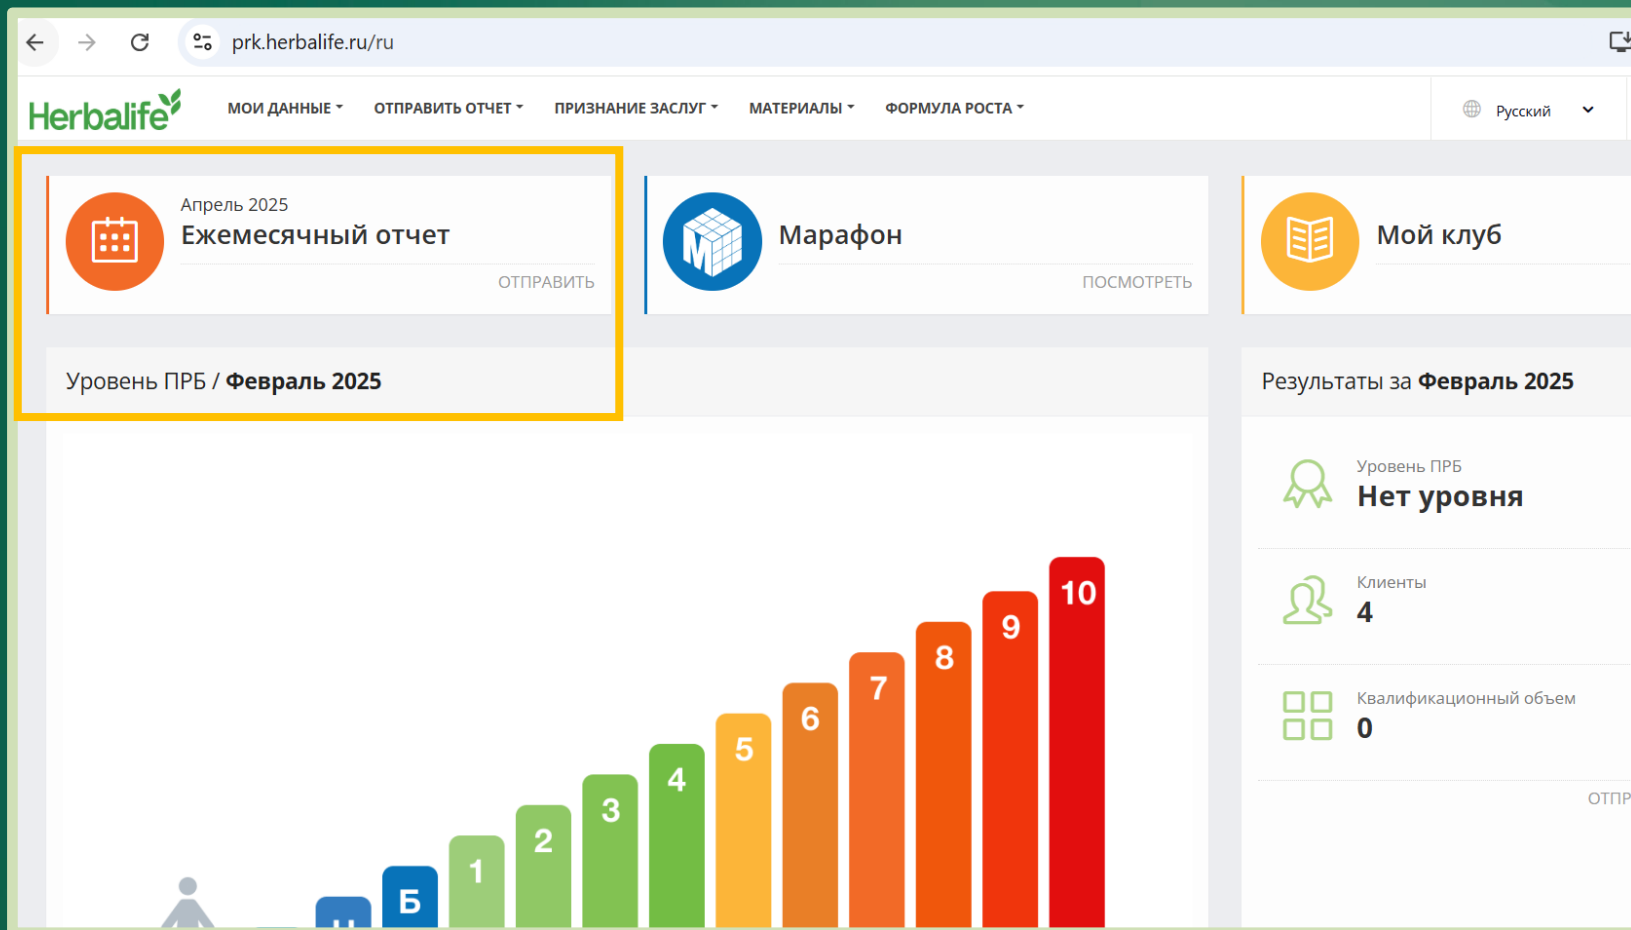 prk.herbalife.ru/ru
Herbalife
МОИ ДАННЫЕ
ОТПРАВИТЬ ОТЧЕТ
ПРИЗНАНИЕ ЗАСЛУГ
МАТЕРИАЛЫ
ФОРМУЛА РОСТА
Русский
Апрель 2025
Ежемесячный отчет
ОТПРАВИТЬ
M
Марафон
ПОСМОТРЕТЬ
Мой клуб
Уровень ПРБ / Февраль 2025
Результаты за Февраль 2025
Уровень ПРБ
Нет уровня
Клиенты
4
Квалификационный объем
0
Б
1
2
3
4
5
6
7
8
9
10